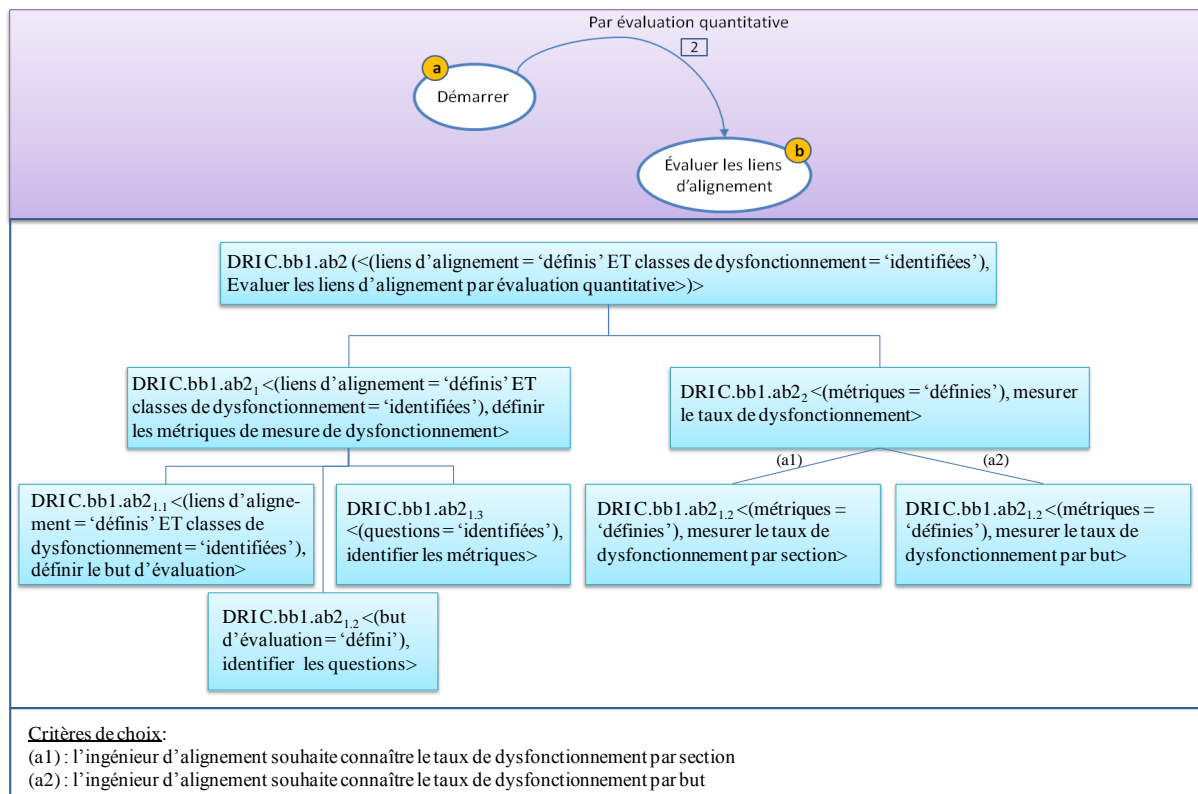 Par évaluation quantitative
2
a
Démarrer
b
Évaluer les liens
d’alignement
DRIC.bb1.ab2 (<(liens d’alignement = ‘définis’ ET classes de dysfonctionnement = ‘identifiées’),
Evaluer les liens d’alignement par évaluation quantitative>)>
DRIC.bb1.ab2₁ <(liens d’alignement = ‘définis’ ET
classes de dysfonctionnement = ‘identifiées’), définir
les métriques de mesure de dysfonctionnement>
DRIC.bb1.ab2₂ <(métriques = ‘définies’), mesurer
le taux de dysfonctionnement>
(a1)
(a2)
DRIC.bb1.ab2₁.₁ <(liens d’aligne-
ment = ‘définis’ ET classes de
dysfonctionnement = ‘identifiées’),
définir le but d’évaluation>
DRIC.bb1.ab2₁.₃
<(questions = ‘identifiées’),
identifier les métriques>
DRIC.bb1.ab2₁.₂ <(métriques =
‘définies’), mesurer le taux de
dysfonctionnement par section>
DRIC.bb1.ab2₁.₂ <(métriques =
‘définies’), mesurer le taux de
dysfonctionnement par but>
DRIC.bb1.ab2₁.₂ <(but
d’évaluation = ‘défini’),
identifier les questions>
Critères de choix:
(a1) : l’ingénieur d’alignement souhaite connaître le taux de dysfonctionnement par section
(a2) : l’ingénieur d’alignement souhaite connaître le taux de dysfonctionnement par but